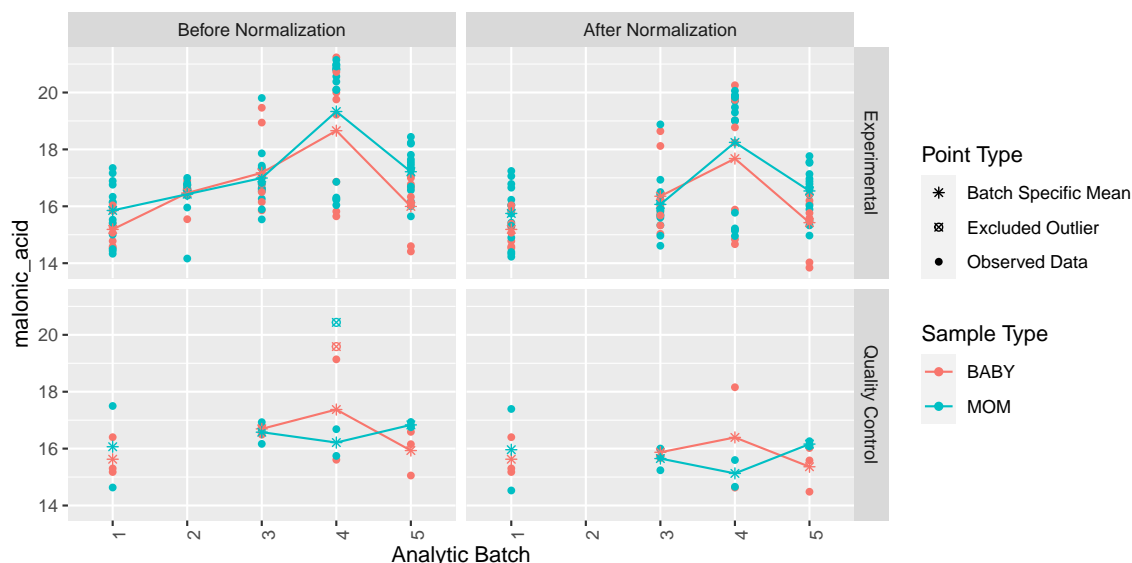 Before Normalization
After Normalization
malonic_acid
20
18
16
14
Experimental
20
18
16
14
Quality Control
1
2
3
4
5
1
2
3
4
5
Analytic Batch
Point Type
Batch Specific Mean
Excluded Outlier
Observed Data
Sample Type
BABY
MOM